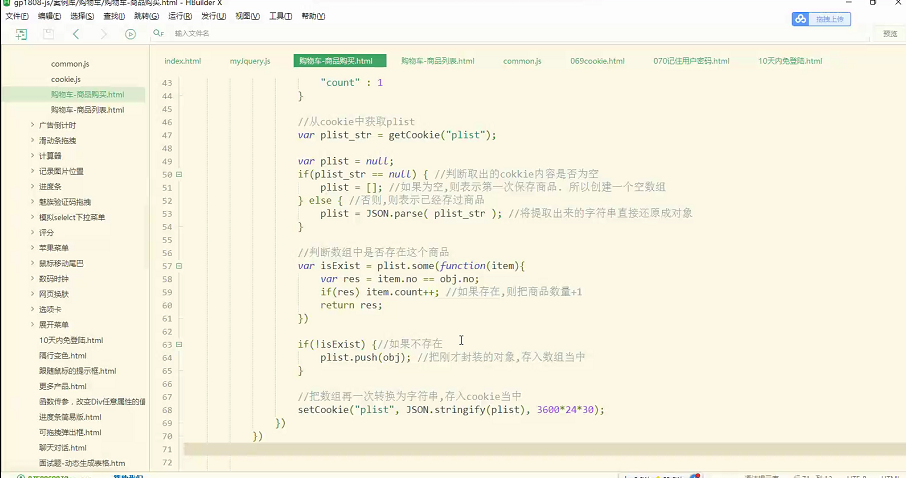 gp1808-js/案例库/购物车/购物车-商品购买.html - HBuilder X
文件(F) 编辑(E) 选择(S) 查找(I) 跳转(G) 运行(R) 发行(U) 视图(V) 工具(T) 帮助(Y)
拖拽上传
输入文件名 预览
index.html myJquery.js 购物车-商品购买.html 购物车-商品列表.html common.js 069cookie.html 070记住用户密码.html 10天内免登陆.html
common.js
cookie.js
购物车-商品购买.html
购物车-商品列表.html
广告倒计时
滑动条拖拽
计算器
记录图片位置
进度条
魅族验证码拖拽
模拟selelct下拉菜单
评分
苹果菜单
鼠标移动尾巴
数码时钟
网页换肤
选项卡
展开菜单
10天内免登陆.html
隔行变色.html
跟随鼠标的提示框.html
更多产品.html
函数传参，改变Div任意属性的值
进度条简易版.html
可拖拽弹出框.html
聊天对话.html
面试题-动态生成表格.html
43 "count" : 1
44 }
45
46 //从cookie中获取plist
47 var plist_str = getCookie("plist");
48
49 var plist = null;
50 if(plist_str == null) { //判断取出的cokkie内容是否为空
51 plist = []; //如果为空,则表示第一次保存商品. 所以创建一个空数组
52 } else { //否则,则表示已经存过商品
53 plist = JSON.parse( plist_str ); //将提取出来的字符串直接还原成对象
54 }
55
56 //判断数组中是否存在这个商品
57 var isExist = plist.some(function(item){
58 var res = item.no == obj.no;
59 if(res) item.count++; //如果存在,则把商品数量+1
60 return res;
61 })
62
63 if(!isExist) {//如果不存在
64 plist.push(obj); //把刚才封装的对象,存入数组当中
65 }
66
67 //把数组再一次转换为字符串,存入cookie当中
68 setCookie("plist", JSON.stringify(plist), 3600*24*30);
69 })
70 })
71
72